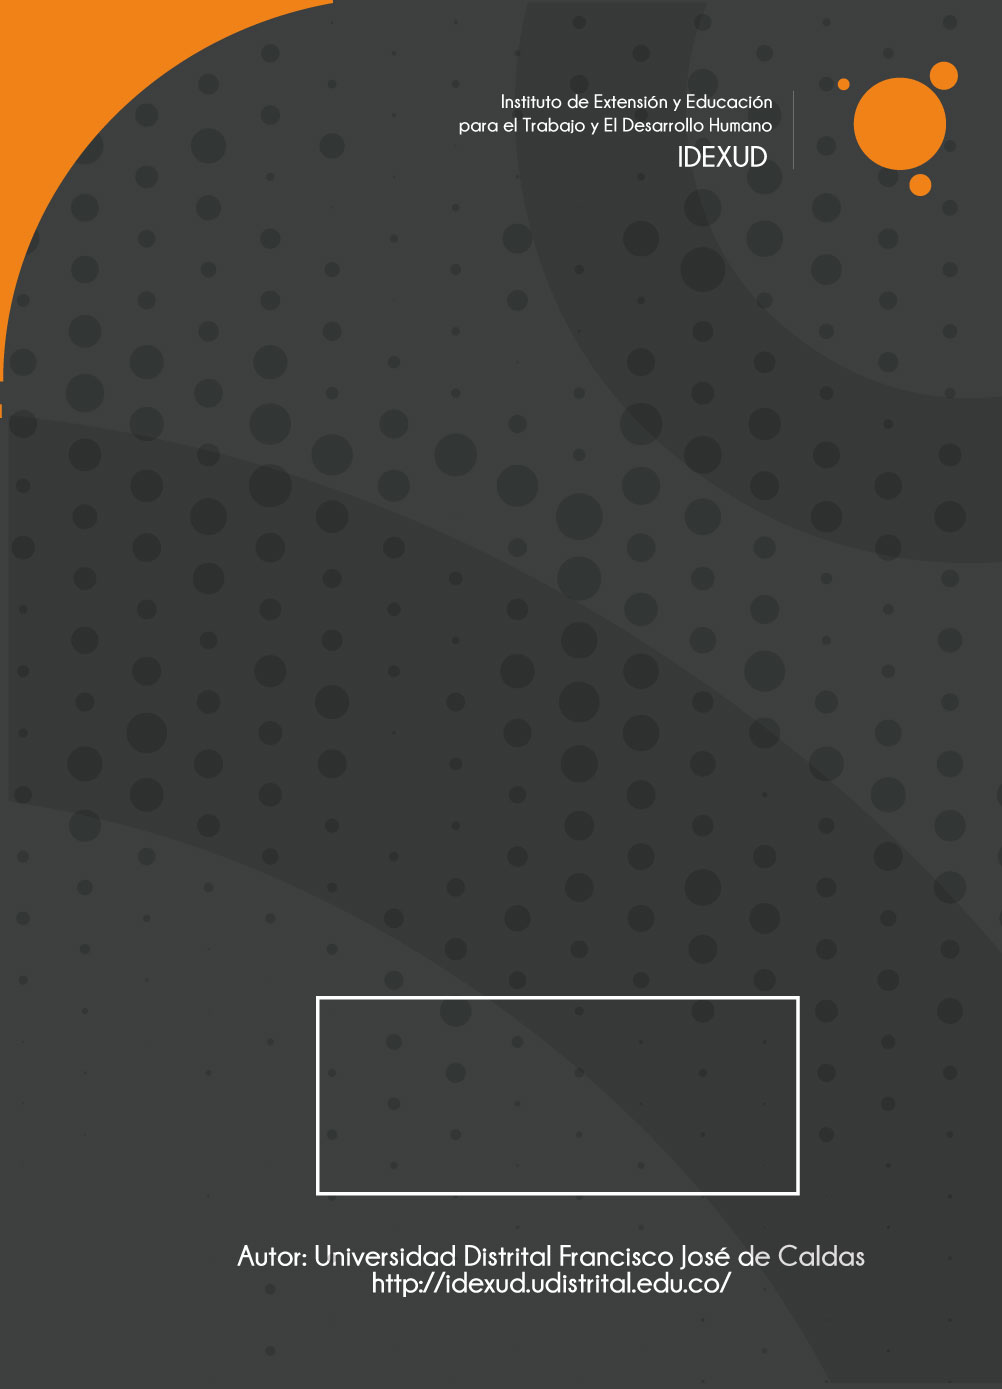 Instituto de Extensión y Educación
para el Trabajo y El Desarrollo Humano
IDEXUD
Autor: Universidad Distrital Francisco José de Caldas
http://idexud.udistrital.edu.co/